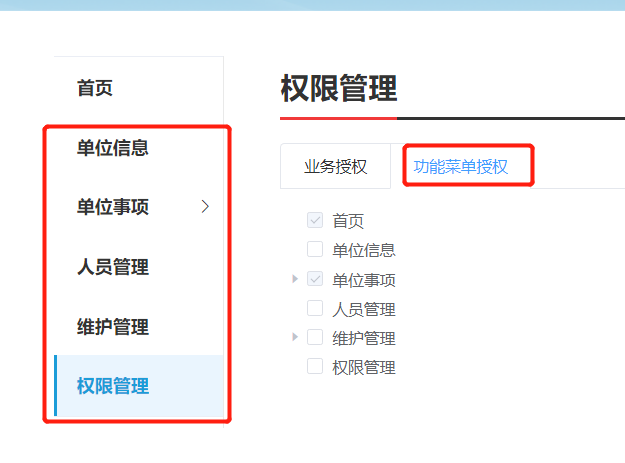 首页
单位信息
单位事项
人员管理
维护管理
权限管理
权限管理
业务授权
功能菜单授权
首页
单位信息
单位事项
人员管理
维护管理
权限管理